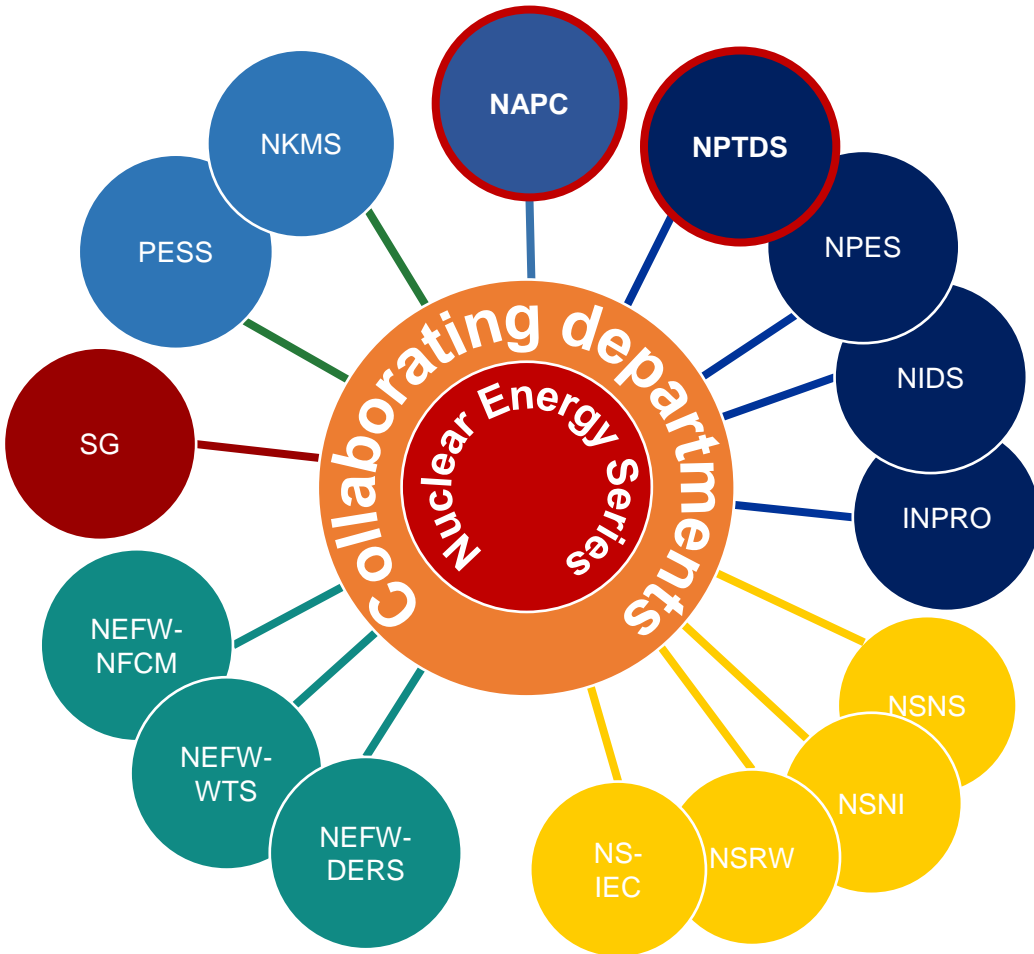 NAPC
NPTDS
NKMS
NPES
PESS
NIDS
SG
INPRO
Collaborating departments
Nuclear Energy Series
NEFW-
NFCM
NSNS
NEFW-
WTS
NSNI
NEFW-
DERS
NS-
IEC
NSRW